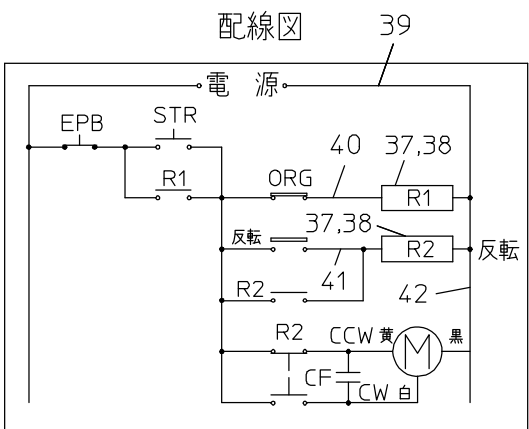 配線図
39
電 源
EPB
STR
R1
ORG
40
37,38
R1
反転
37,38
41
R2
反転
R2
42
R2
CCW 黄
M
黒
CF
CW 白